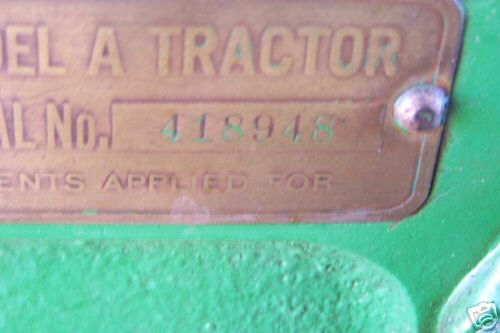 DEL A TRACTOR
AL NO. 418948
ENTS APPLIED FOR